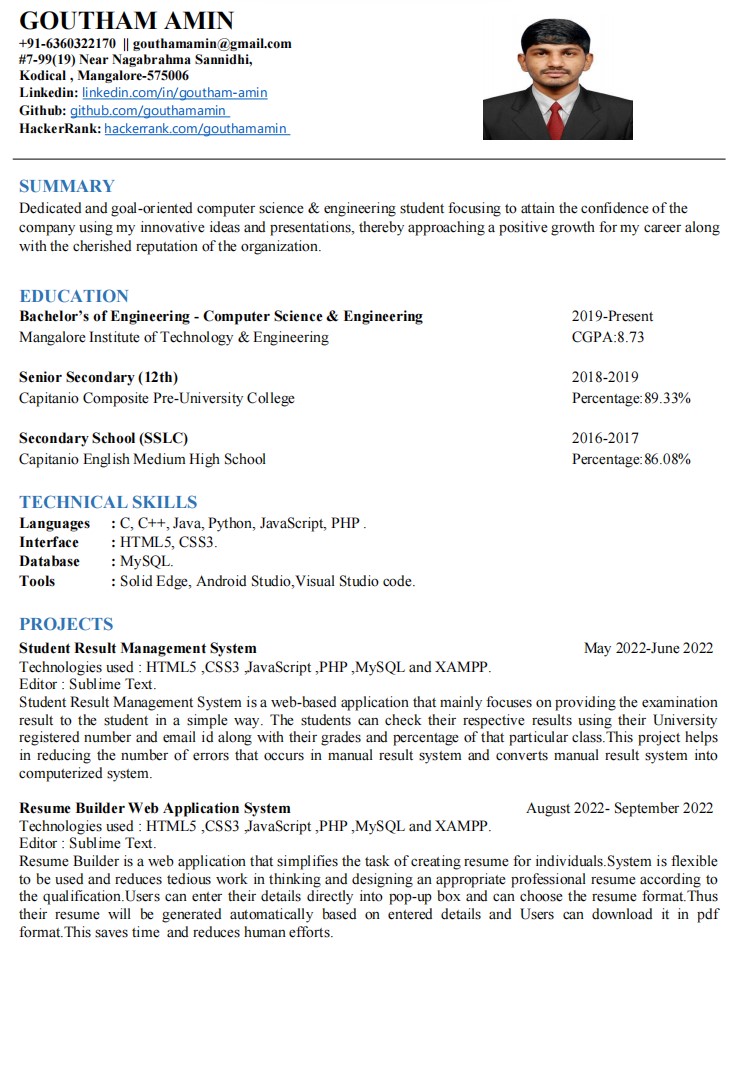 GOUTHAM AMIN
+91-6360322170 || gouthamamin@gmail.com
#7-99(19) Near Nagabrahma Sannidhi,
Kodical , Mangalore-575006
Linkedin: linkedin.com/in/goutham-amin
Github: github.com/gouthamamin
HackerRank: hackerrank.com/gouthamamin
SUMMARY
Dedicated and goal-oriented computer science & engineering student focusing to attain the confidence of the
company using my innovative ideas and presentations, thereby approaching a positive growth for my career along
with the cherished reputation of the organization.
EDUCATION
Bachelor’s of Engineering - Computer Science & Engineering 2019-Present
Mangalore Institute of Technology & Engineering CGPA:8.73
Senior Secondary (12th) 2018-2019
Capitanio Composite Pre-University College Percentage:89.33%
Secondary School (SSLC) 2016-2017
Capitanio English Medium High School Percentage:86.08%
TECHNICAL SKILLS
Languages : C, C++, Java, Python, JavaScript, PHP .
Interface : HTML5, CSS3.
Database : MySQL.
Tools : Solid Edge, Android Studio,Visual Studio code.
PROJECTS
Student Result Management System May 2022-June 2022
Technologies used : HTML5 ,CSS3 ,JavaScript ,PHP ,MySQL and XAMPP.
Editor : Sublime Text.
Student Result Management System is a web-based application that mainly focuses on providing the examination
result to the student in a simple way. The students can check their respective results using their University
registered number and email id along with their grades and percentage of that particular class.This project helps
in reducing the number of errors that occurs in manual result system and converts manual result system into
computerized system.
Resume Builder Web Application System August 2022- September 2022
Technologies used : HTML5 ,CSS3 ,JavaScript ,PHP ,MySQL and XAMPP.
Editor : Sublime Text.
Resume Builder is a web application that simplifies the task of creating resume for individuals.System is flexible
to be used and reduces tedious work in thinking and designing an appropriate professional resume according to
the qualification.Users can enter their details directly into pop-up box and can choose the resume format.Thus
their resume will be generated automatically based on entered details and Users can download it in pdf
format.This saves time and reduces human efforts.